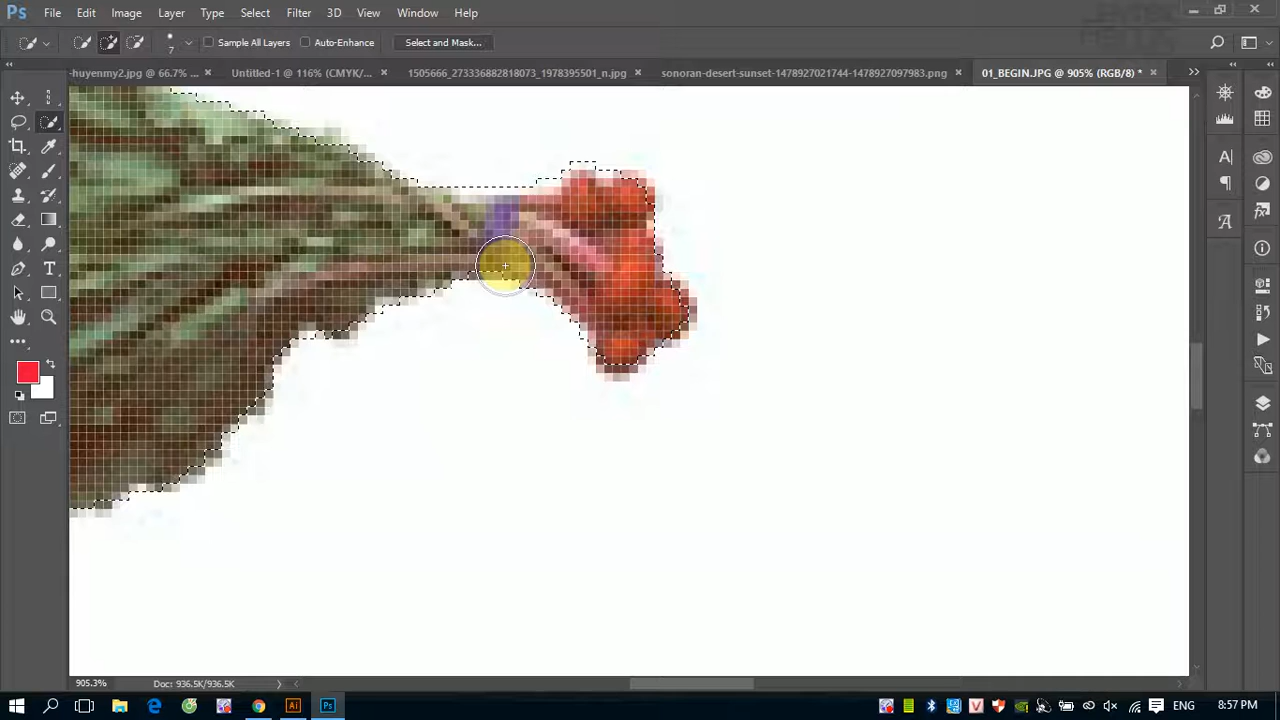 Ps File Edit Image Layer Type Select Filter 3D View Window Help
7 Sample All Layers Auto-Enhance Select and Mask...
-huyenmy2.jpg @ 66.7% ... × Untitled-1 @ 116% (CMYK/... × 1505666_273336882818073_1978395501_n.jpg × sonoran-desert-sunset-1478927021744-1478927097983.png × 01_BEGIN.JPG @ 905% (RGB/8) * ×
905.3% Doc: 936.5K/936.5K
ENG 8:57 PM